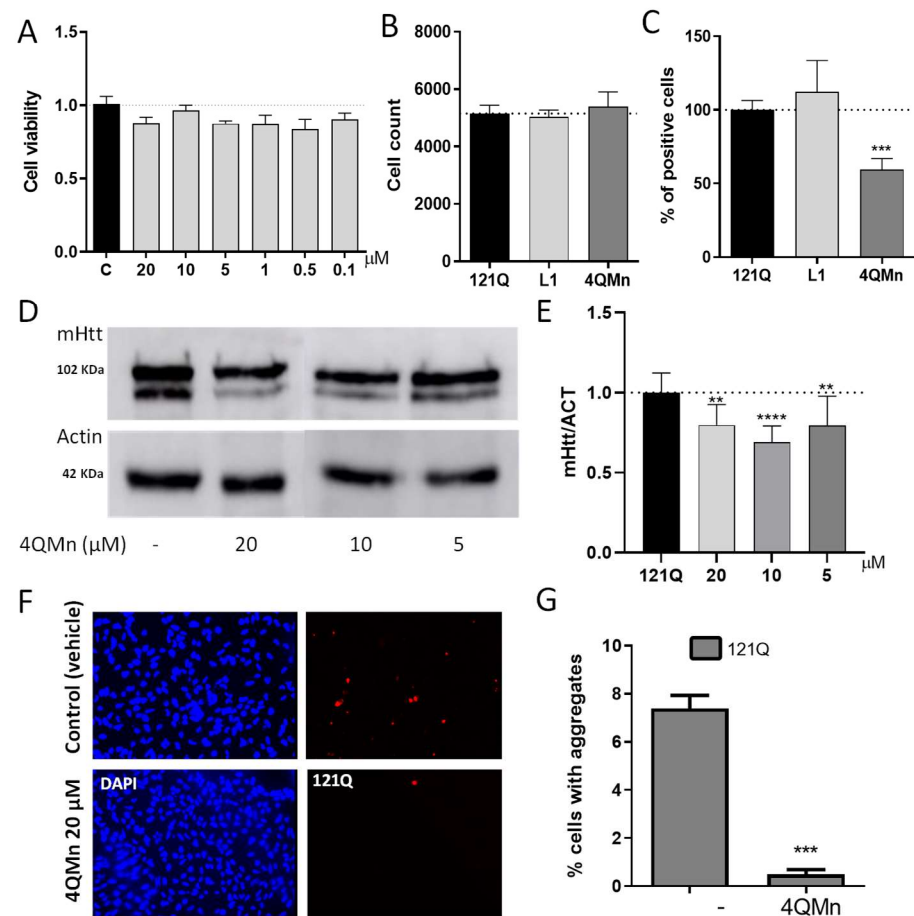 A
Cell viability
1.5
1.0
0.5
0.0
C 20 10 5 1 0.5 0.1 μM
B
Cell count
8000
6000
4000
2000
0
121Q L1 4QMn
C
% of positive cells
150
100
50
0
***
121Q L1 4QMn
D
mHtt
102 KDa
Actin
42 KDa
4QMn (μM) - 20 10 5
E
mHtt/ACT
1.5
1.0
0.5
0.0
** **** **
121Q 20 10 5 μM
F
Control (vehicle)
4QMn 20 μM
DAPI 121Q
G
% cells with aggregates
121Q
10
8
6
4
2
0
***
- 4QMn